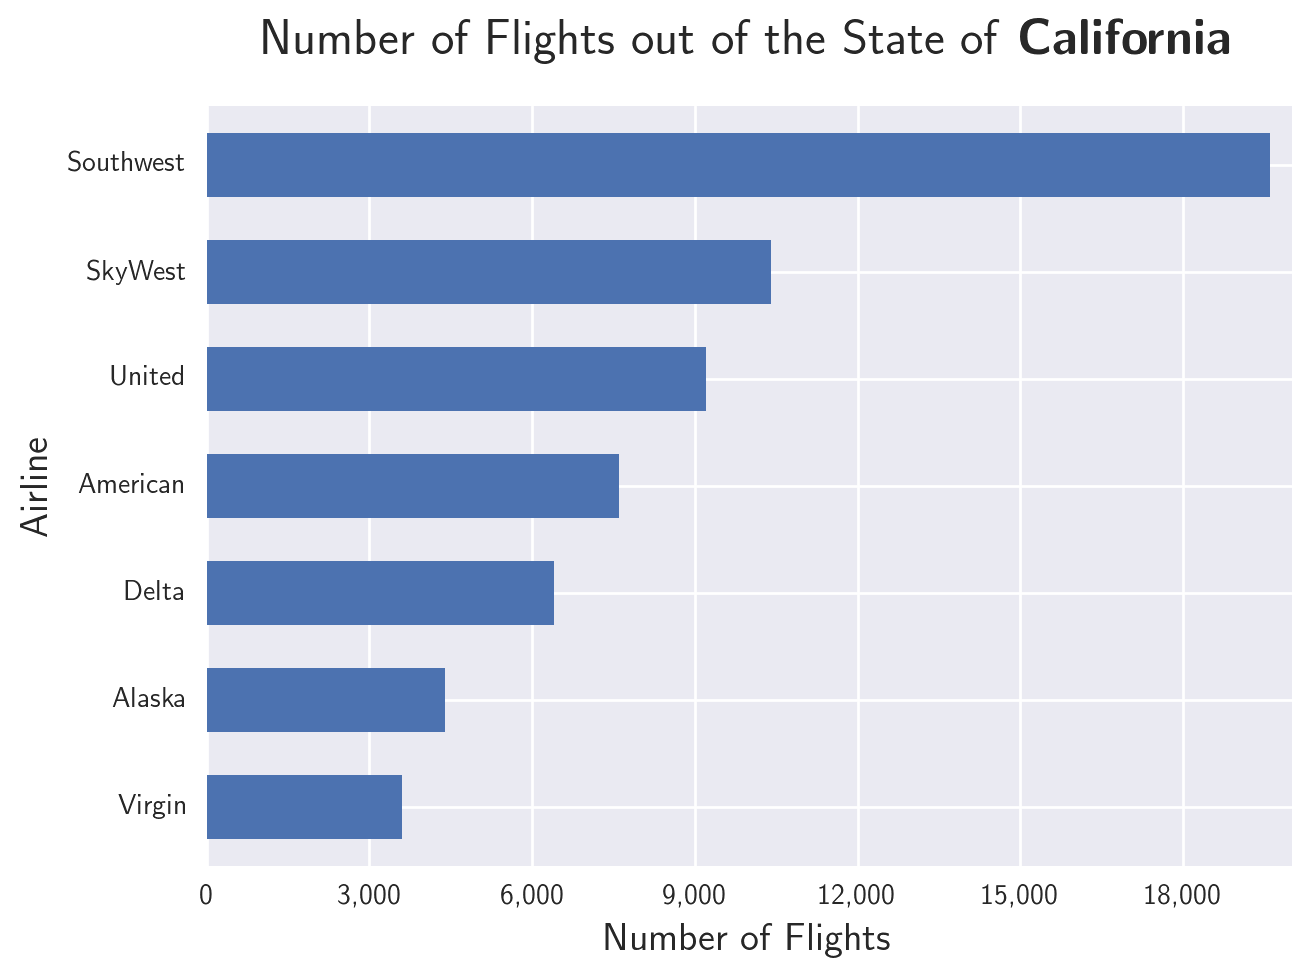 Number of Flights out of the State of California
Southwest
SkyWest
United
American
Delta
Alaska
Virgin
Airline
0 3,000 6,000 9,000 12,000 15,000 18,000
Number of Flights